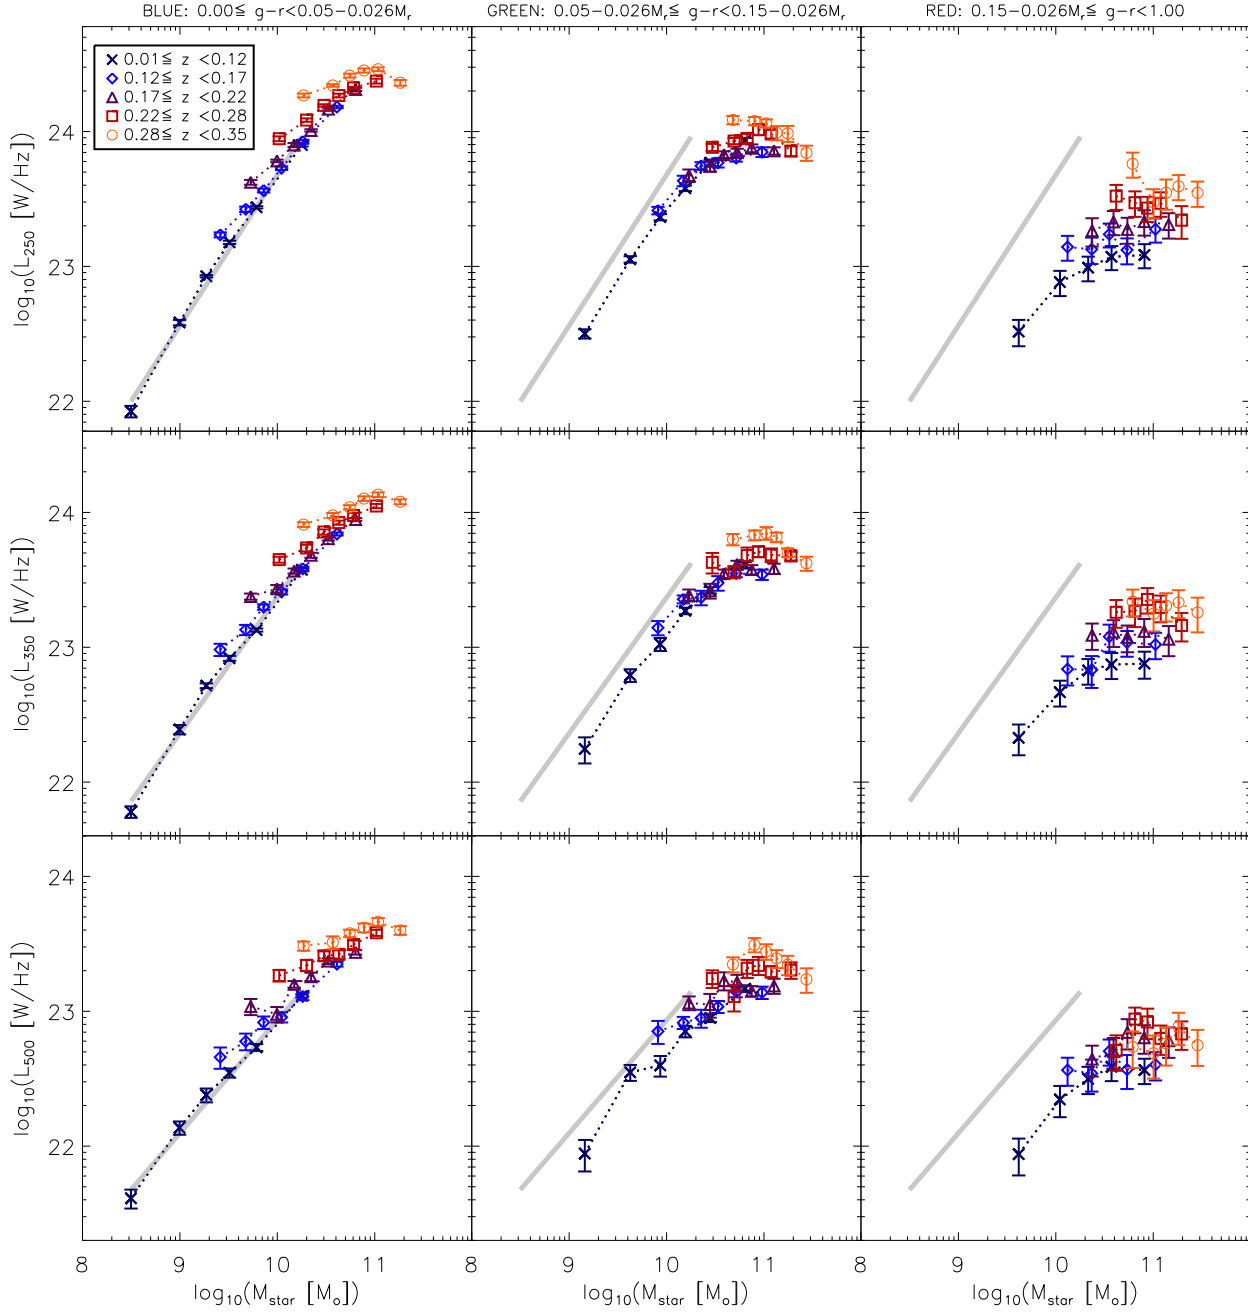 BLUE: 0.00≦ g-r<0.05-0.026Mr
GREEN: 0.05-0.026Mr≦ g-r<0.15-0.026Mr
RED: 0.15-0.026Mr≦ g-r<1.00
0.01≦ z <0.12
0.12≦ z <0.17
0.17≦ z <0.22
0.22≦ z <0.28
0.28≦ z <0.35
24
23
22
log10(L250 [W/Hz])
24
23
22
log10(L350 [W/Hz])
24
23
22
log10(L500 [W/Hz])
8 9 10 11 8 9 10 11 8 9 10 11
log10(Mstar [Mo]) log10(Mstar [Mo]) log10(Mstar [Mo])